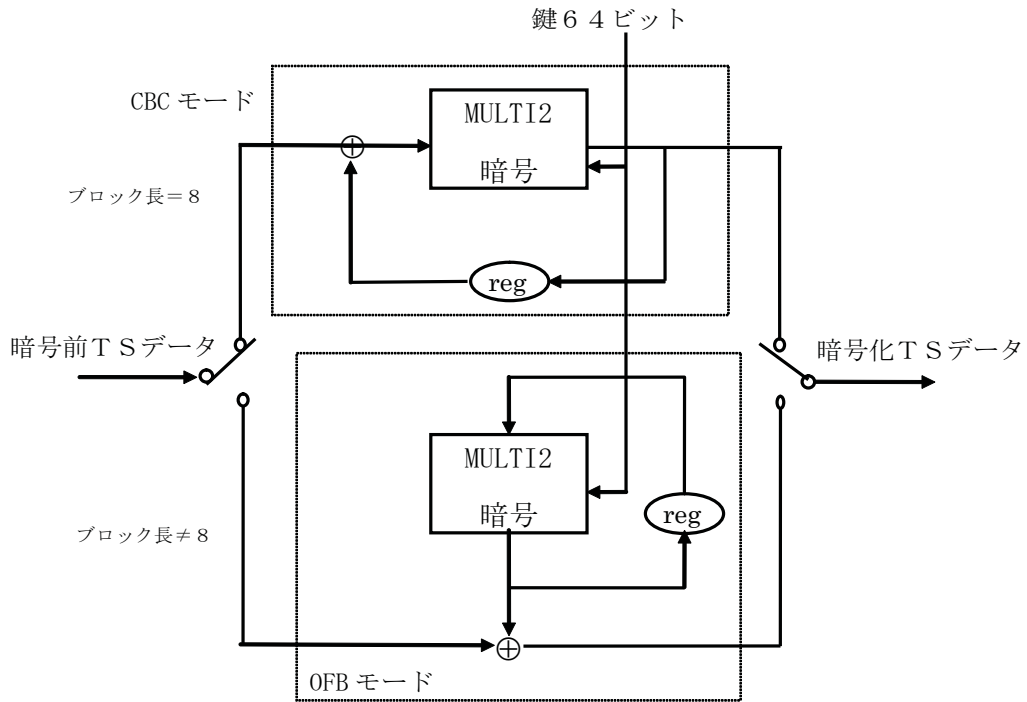 鍵６４ビット
CBC モード
MULTI2
暗号
ブロック長＝８
reg
暗号前ＴＳデータ
暗号化ＴＳデータ
MULTI2
暗号
reg
ブロック長≠８
OFB モード